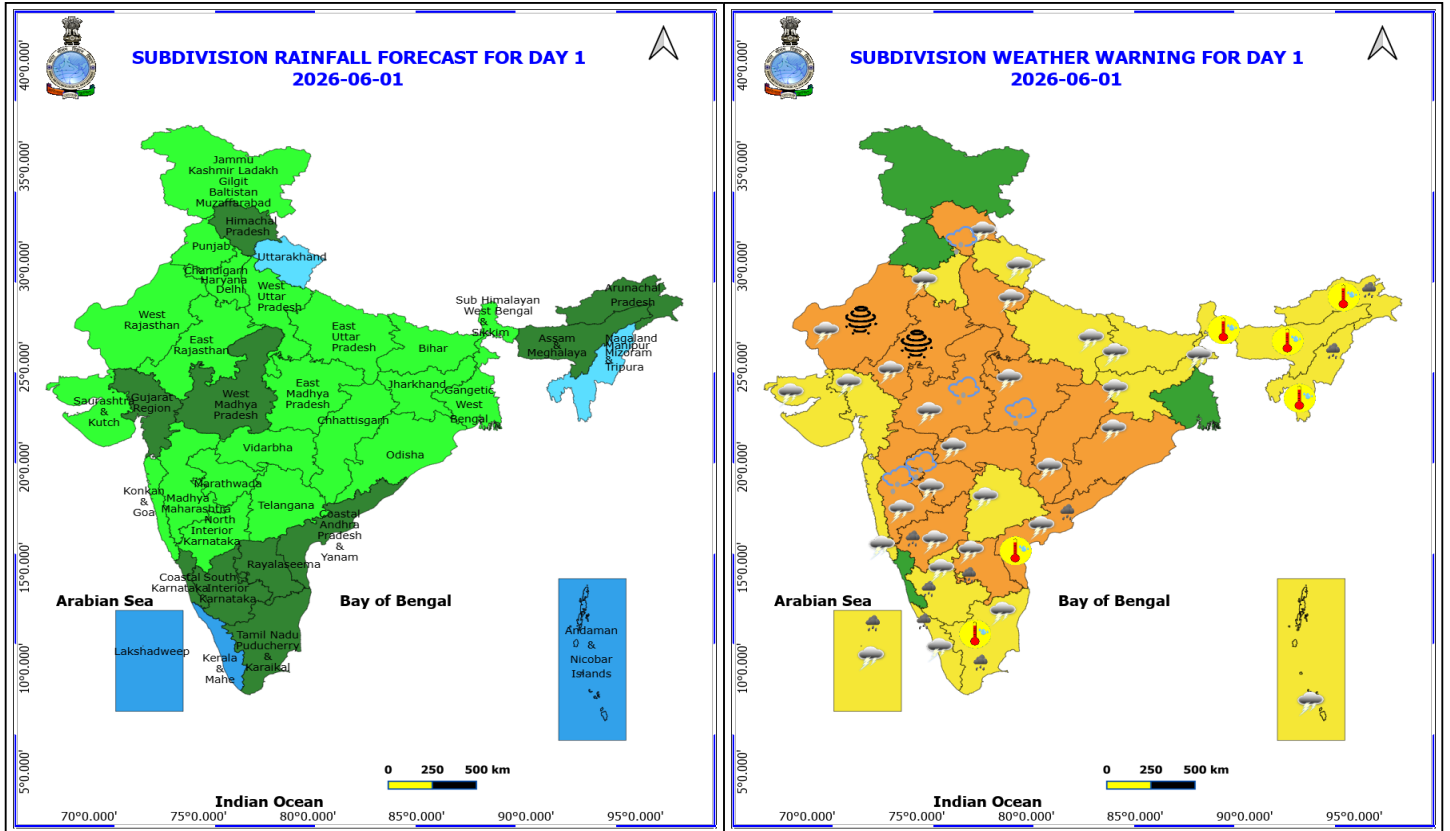 SUBDIVISION RAINFALL FORECAST FOR DAY 1
2026-06-01
40°0.000'
35°0.000'
30°0.000'
25°0.000'
20°0.000'
15°0.000'
10°0.000'
5°0.000'
Jammu
Kashmir Ladakh
Gilgit
Baltistan
Muzaffarabad
Himachal
Pradesh
Punjab
Uttarakhand
Chandigarh
Haryana
Delhi
West
Uttar
Pradesh
West
Rajasthan
East
Rajasthan
East
Uttar
Pradesh
Bihar
Sub Himalayan
West Bengal
&
Sikkim
Arunachal
Pradesh
Assam
&
Meghalaya
Nagaland
Manipur
Mizoram
&
Tripura
Saurashtra
&
Kutch
Gujarat
Region
West
Madhya
Pradesh
East
Madhya
Pradesh
Jharkhand
Gangetic
West
Bengal
Chhattisgarh
Vidarbha
Odisha
Konkan
&
Goa
Marathwada
Madhya
Maharashtra
North
Interior
Karnataka
Telangana
Coastal
Andhra
Pradesh
&
Yanam
Rayalaseema
Coastal
Karnataka
South
Interior
Karnataka
Tamil Nadu
Puducherry
&
Karaikal
Kerala
&
Mahe
Lakshadweep
Andaman
&
Nicobar
Islands
Arabian Sea
Bay of Bengal
Indian Ocean
0 250 500 km
70°0.000' 75°0.000' 80°0.000' 85°0.000' 90°0.000' 95°0.000'
SUBDIVISION WEATHER WARNING FOR DAY 1
2026-06-01
40°0.000'
35°0.000'
30°0.000'
25°0.000'
20°0.000'
15°0.000'
10°0.000'
5°0.000'
Arabian Sea
Bay of Bengal
Indian Ocean
0 250 500 km
70°0.000' 75°0.000' 80°0.000' 85°0.000' 90°0.000' 95°0.000'